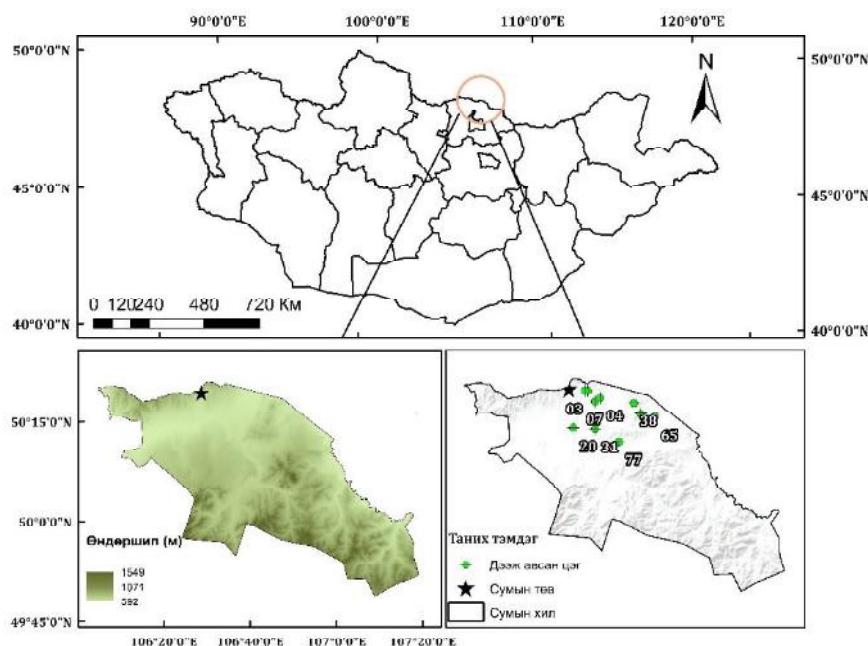 90°0'0"E 100°0'0"E 110°0'0"E 120°0'0"E
50°0'0"N 50°0'0"N
N
45°0'0"N 45°0'0"N
0 120 240 480 720 Км
40°0'0"N 40°0'0"N
50°15'0"N
50°0'0"N
49°45'0"N
Өндөршил (м)
1549
1071
592
106°20'0"E 106°40'0"E 107°0'0"E 107°20'0"E
03 07 04 38 65
20 31 77
Таних тэмдэг
Дээж авсан цэг
Сумын төв
Сумын хил